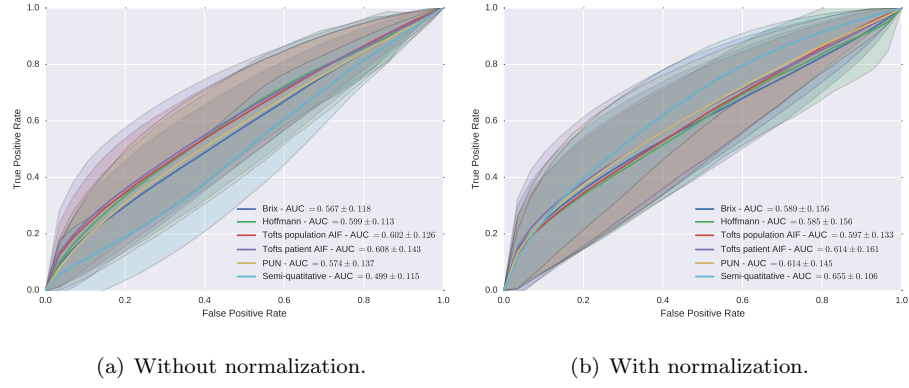 1.0
0.8
0.6
0.4
0.2
0.0
True Positive Rate
0.0 0.2 0.4 0.6 0.8 1.0
False Positive Rate
Brix - AUC = 0.567 ± 0.118
Hoffmann - AUC = 0.599 ± 0.113
Tofts population AIF - AUC = 0.602 ± 0.126
Tofts patient AIF - AUC = 0.608 ± 0.143
PUN - AUC = 0.574 ± 0.137
Semi-quatitative - AUC = 0.499 ± 0.115
(a) Without normalization.
1.0
0.8
0.6
0.4
0.2
0.0
True Positive Rate
0.0 0.2 0.4 0.6 0.8 1.0
False Positive Rate
Brix - AUC = 0.589 ± 0.156
Hoffmann - AUC = 0.585 ± 0.156
Tofts population AIF - AUC = 0.597 ± 0.133
Tofts patient AIF - AUC = 0.614 ± 0.161
PUN - AUC = 0.614 ± 0.145
Semi-quatitative - AUC = 0.655 ± 0.106
(b) With normalization.